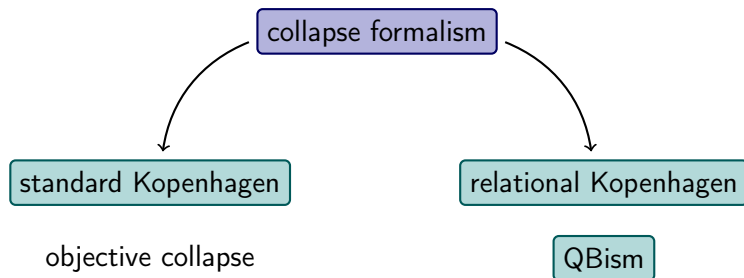 collapse formalism
standard Kopenhagen
relational Kopenhagen
objective collapse
QBism